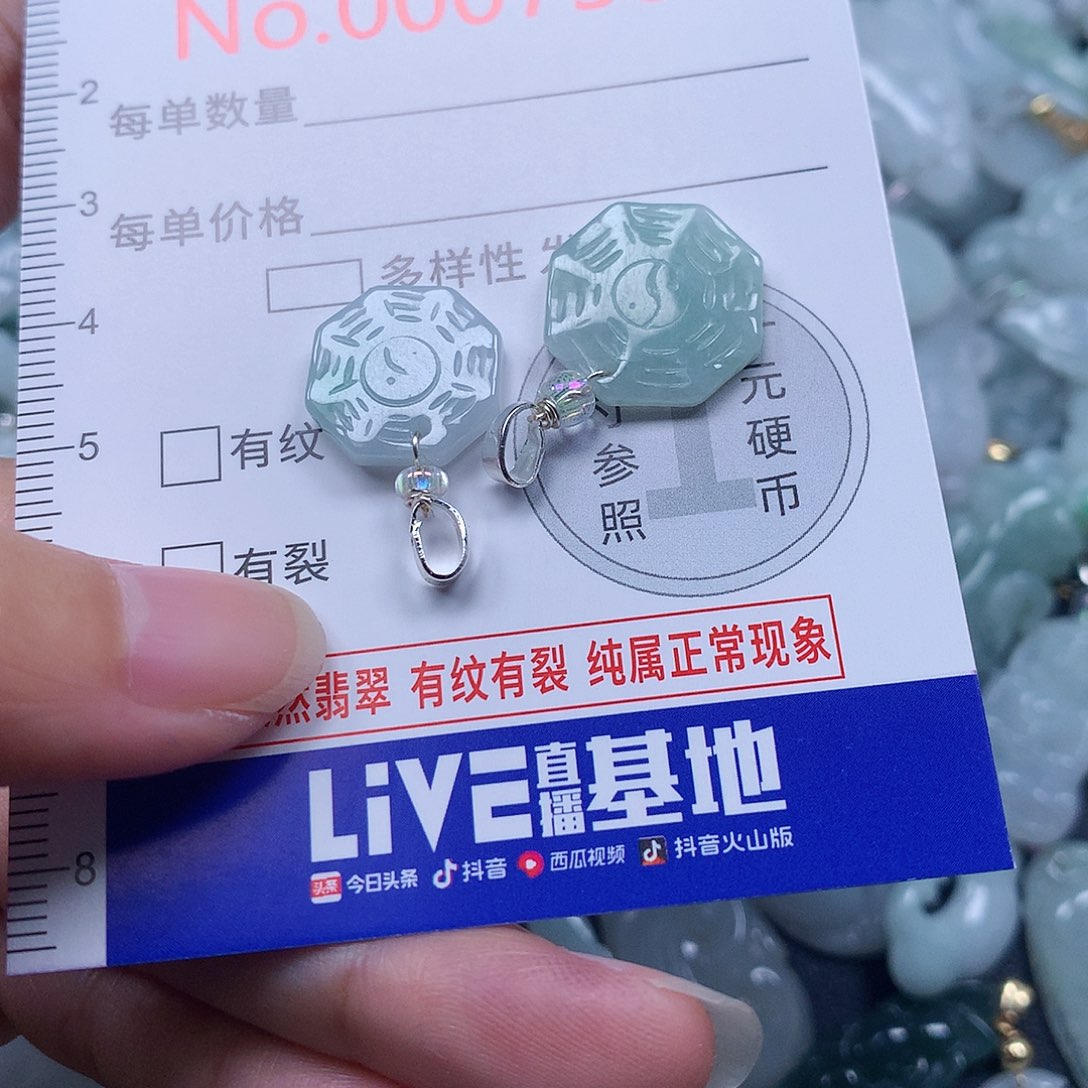 No.00075
2
每单数量
3
每单价格
多样性
4
元硬币
1
参照
5
有纹
有裂
然翡翠 有纹有裂 纯属正常现象
LiVE直播基地
8
头条 今日头条 抖音 西瓜视频 抖音火山版